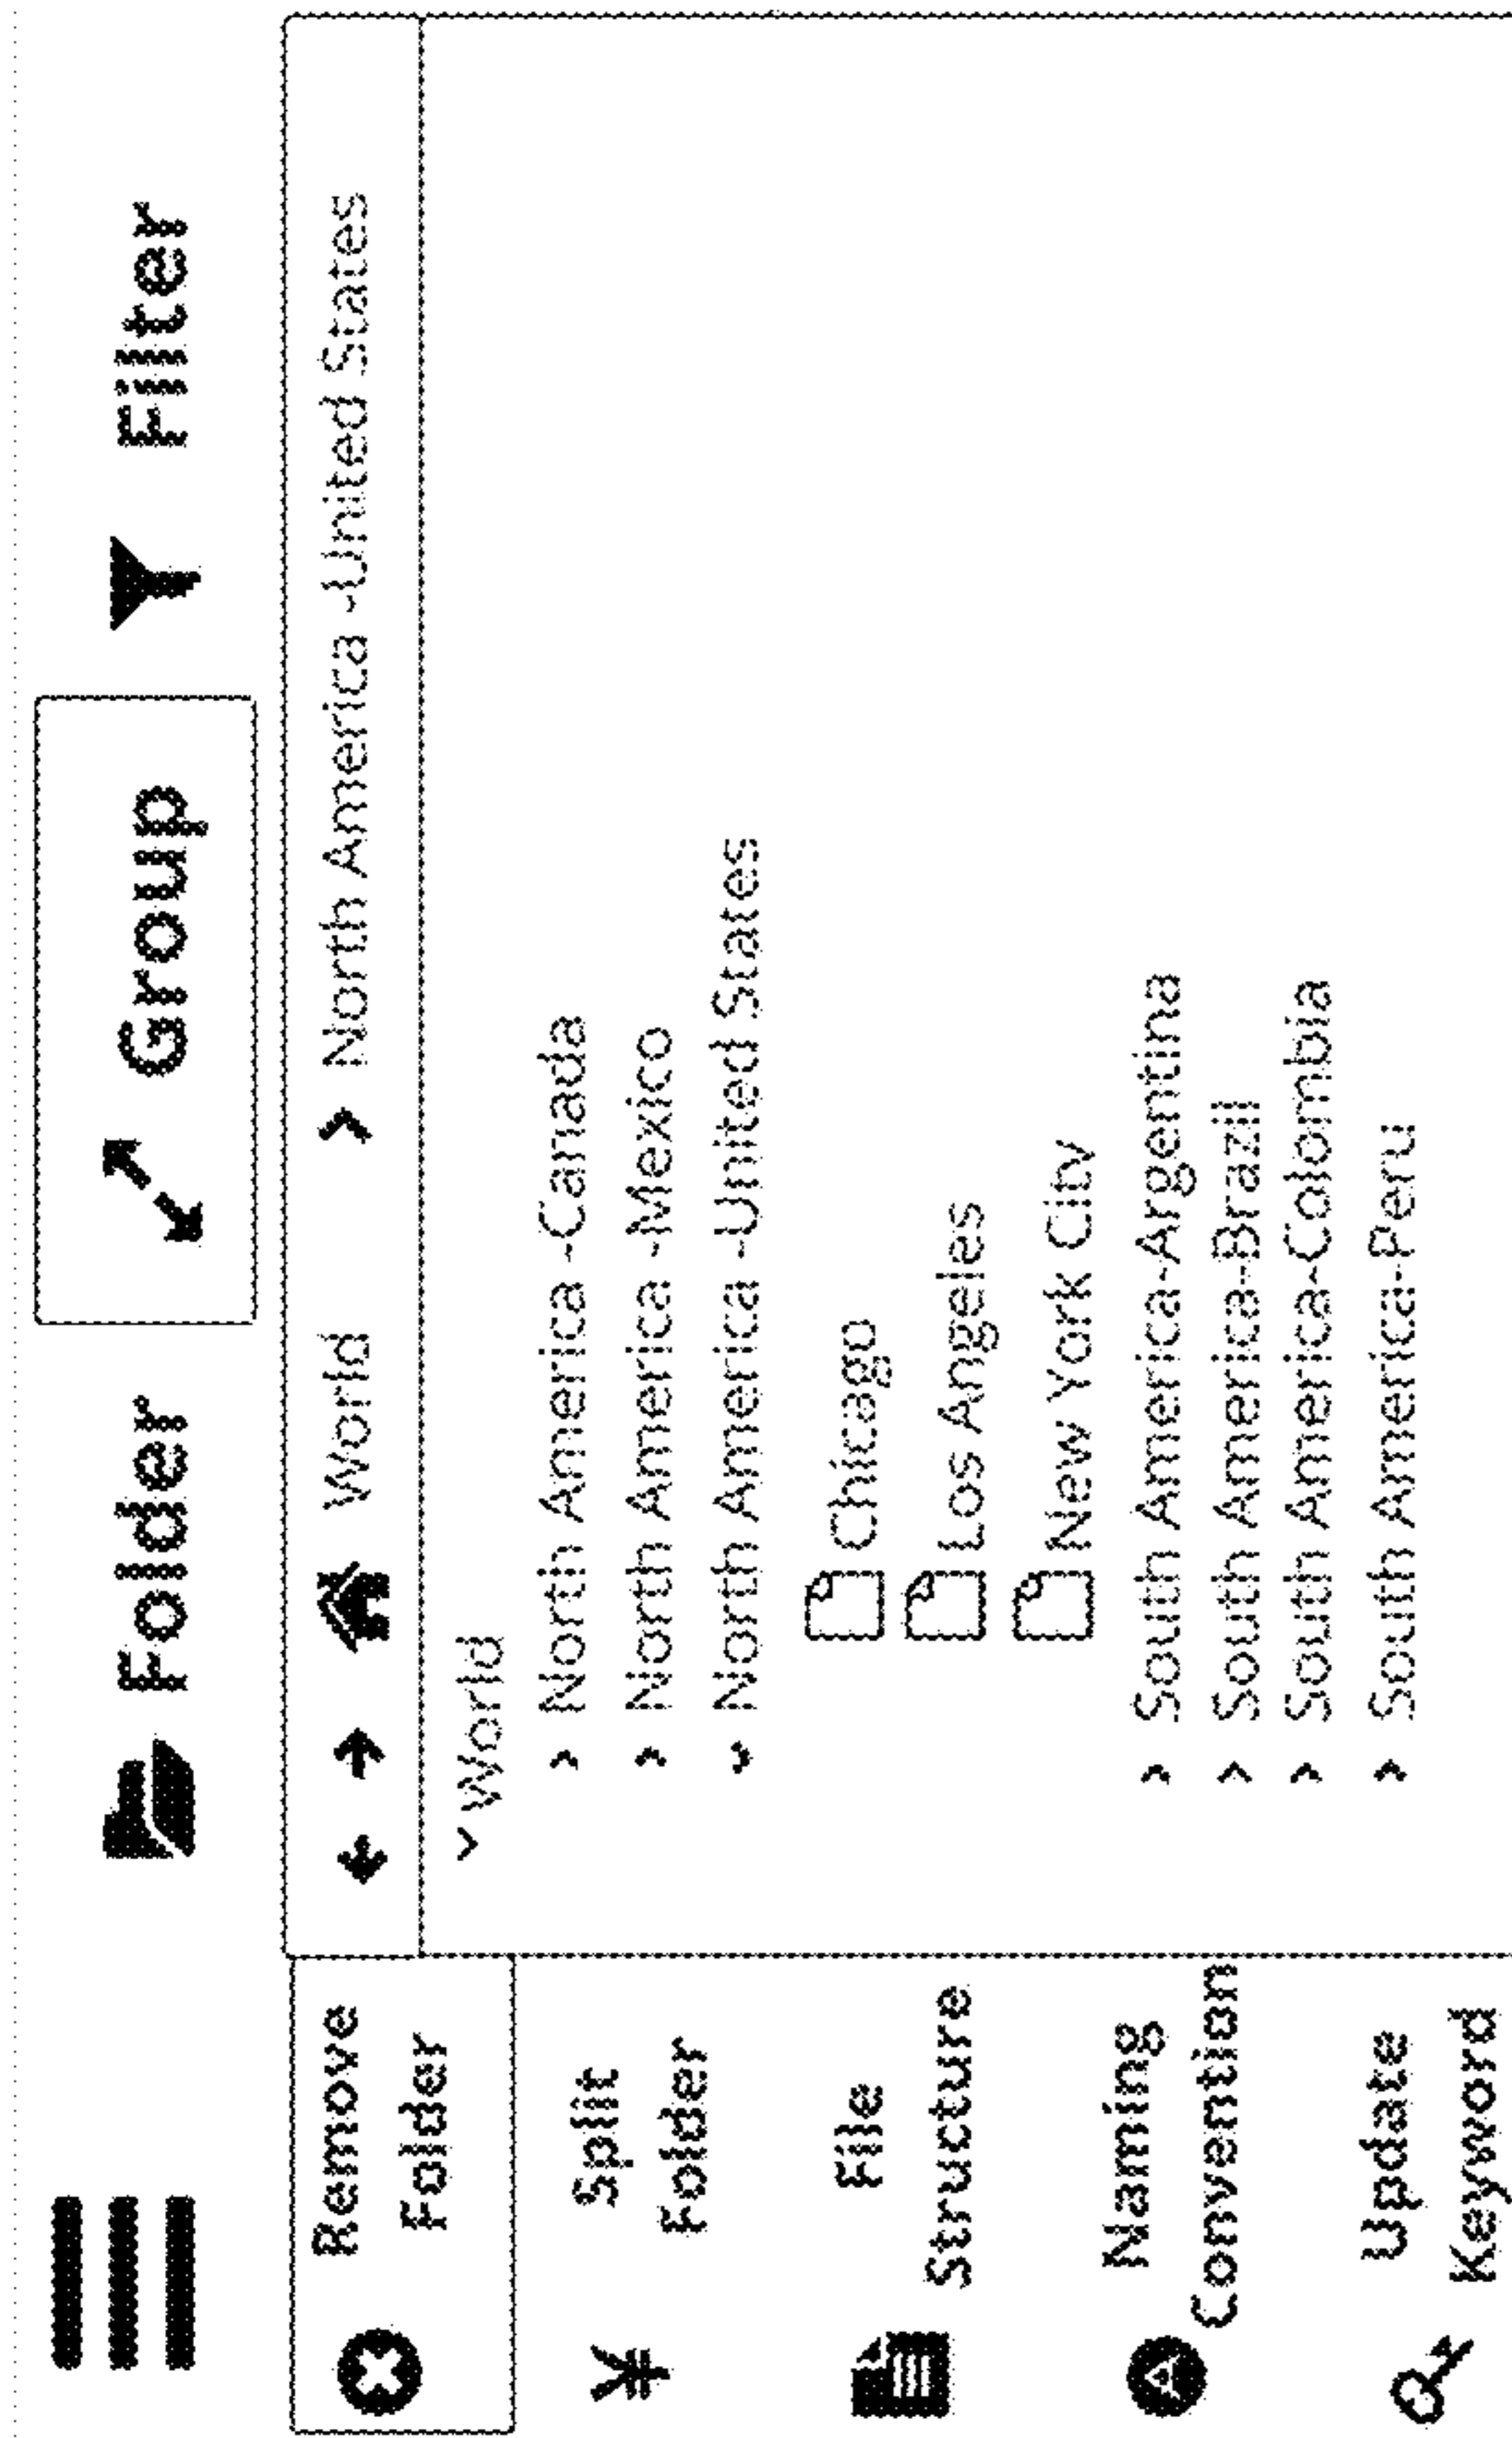 Folder
Group
Filter
Remove
Folder
World
North America -United States
World
North America -Canada
North America -Mexico
North America -United States
Chicago
Los Angeles
New York City
South America-Argentina
South America-Brazil
South America-Colombia
South America-Peru
Split
Folder
File
Structure
Naming
Convention
Update
Keyword